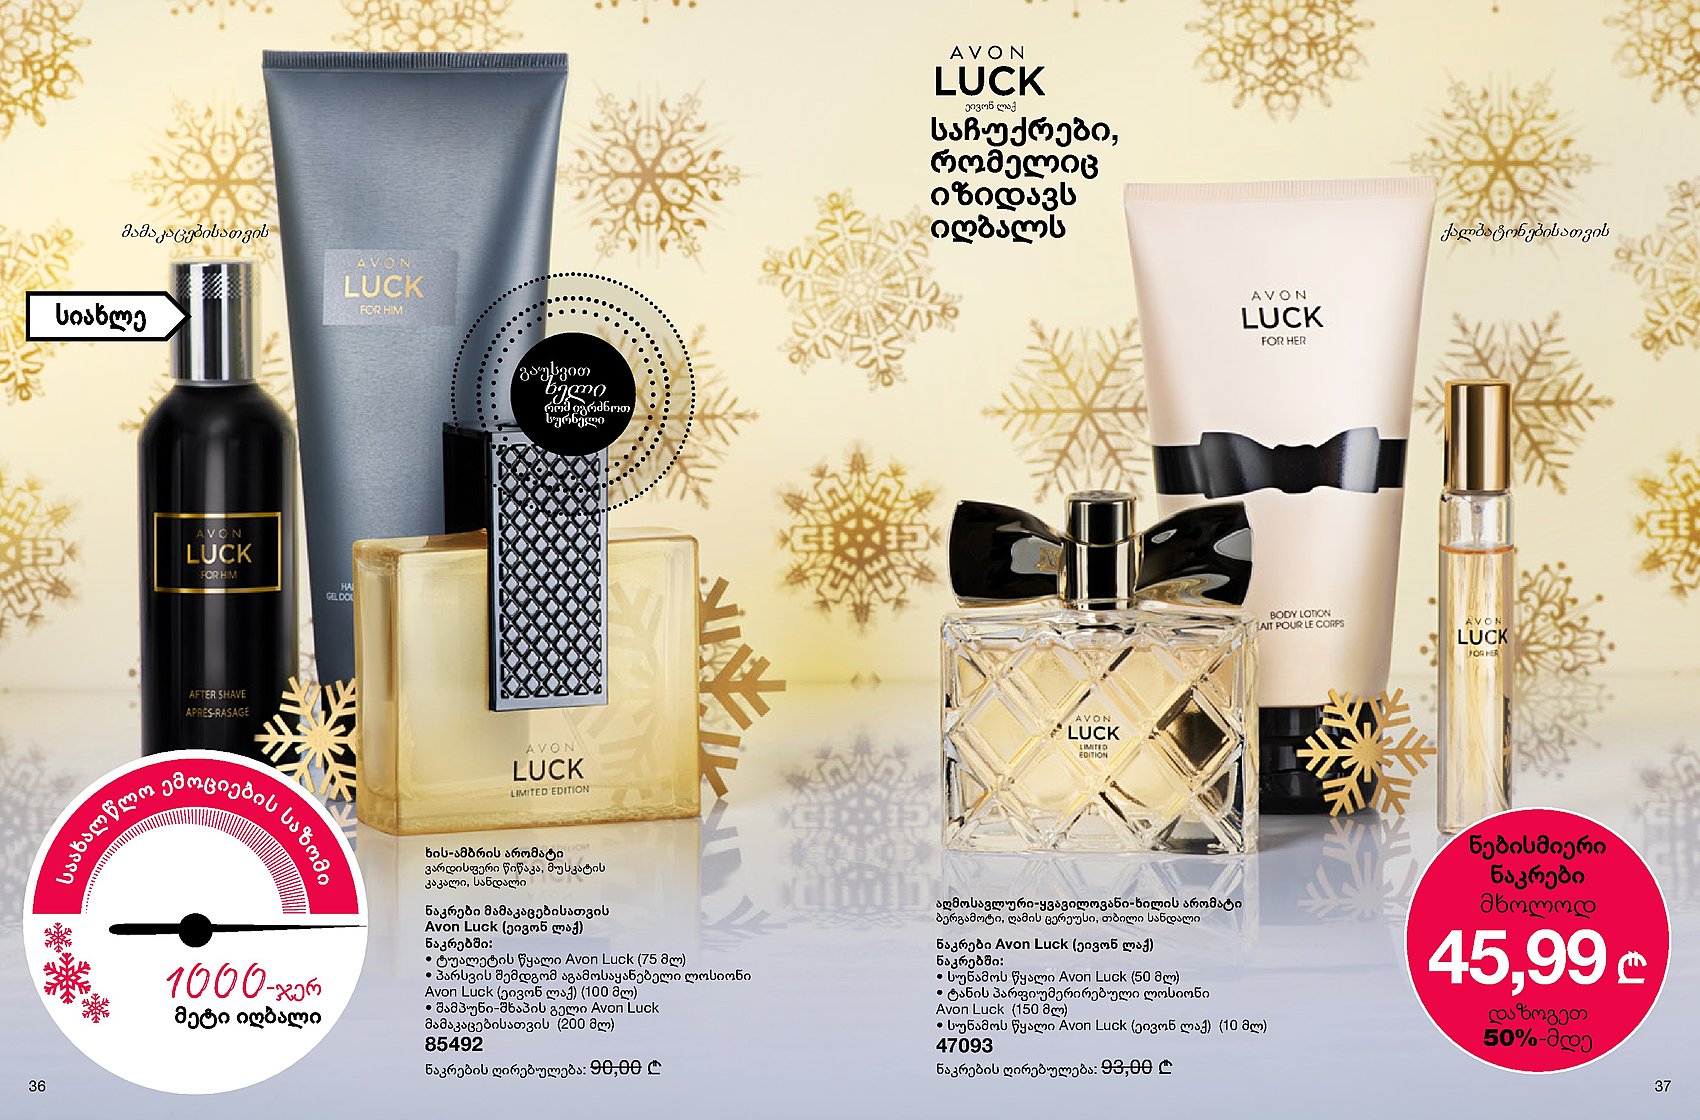 მამაკაცებისათვის
სიახლე
AVON
LUCK
FOR HIM
გაუსვით
ხელი
რომ იგრძნოთ
სურნელი
AVON
LUCK
FOR HIM
AFTER SHAVE
APRÈS-RASAGE
AVON
LUCK
LIMITED EDITION
საახალწლო ემოციების საზომი
1000-ჯერ
მეტი იღბალი
ხის-ამბრის არომატი
ვარდისფერი წიწაკა, მუსკატის
კაკალი, სანდალი
ნაკრები მამაკაცებისათვის
Avon Luck (ეივონ ლაქ)
ნაკრებში:
• ტუალეტის წყალი Avon Luck (75 მლ)
• პარსვის შემდგომ აგამოსაყანებელი ლოსიონი
Avon Luck (ეივონ ლაქ) (100 მლ)
• შამპუნი-შხაპის გელი Avon Luck
მამაკაცებისათვის (200 მლ)
85492
ნაკრების ღირებულება: 90,00 ₾
36
AVON
LUCK
ეივონ ლაქ
საჩუქრები,
რომელიც
იზიდავს
იღბალს
ქალბატონებისათვის
AVON
LUCK
FOR HER
BODY LOTION
LAIT POUR LE CORPS
AVON
LUCK
FOR HER
AVON
LUCK
LIMITED
EDITION
აღმოსავლური-ყვავილოვანი-ხილის არომატი
ბერგამოტი, ღამის ცერეუსი, თბილი სანდალი
ნაკრები Avon Luck (ეივონ ლაქ)
ნაკრებში:
• სუნამოს წყალი Avon Luck (50 მლ)
• ტანის პარფიუმერირებული ლოსიონი
Avon Luck (150 მლ)
• სუნამოს წყალი Avon Luck (ეივონ ლაქ) (10 მლ)
47093
ნაკრების ღირებულება: 93,00 ₾
ნებისმიერი
ნაკრები
მხოლოდ
45,99 ₾
დაზოგეთ
50%-მდე
37